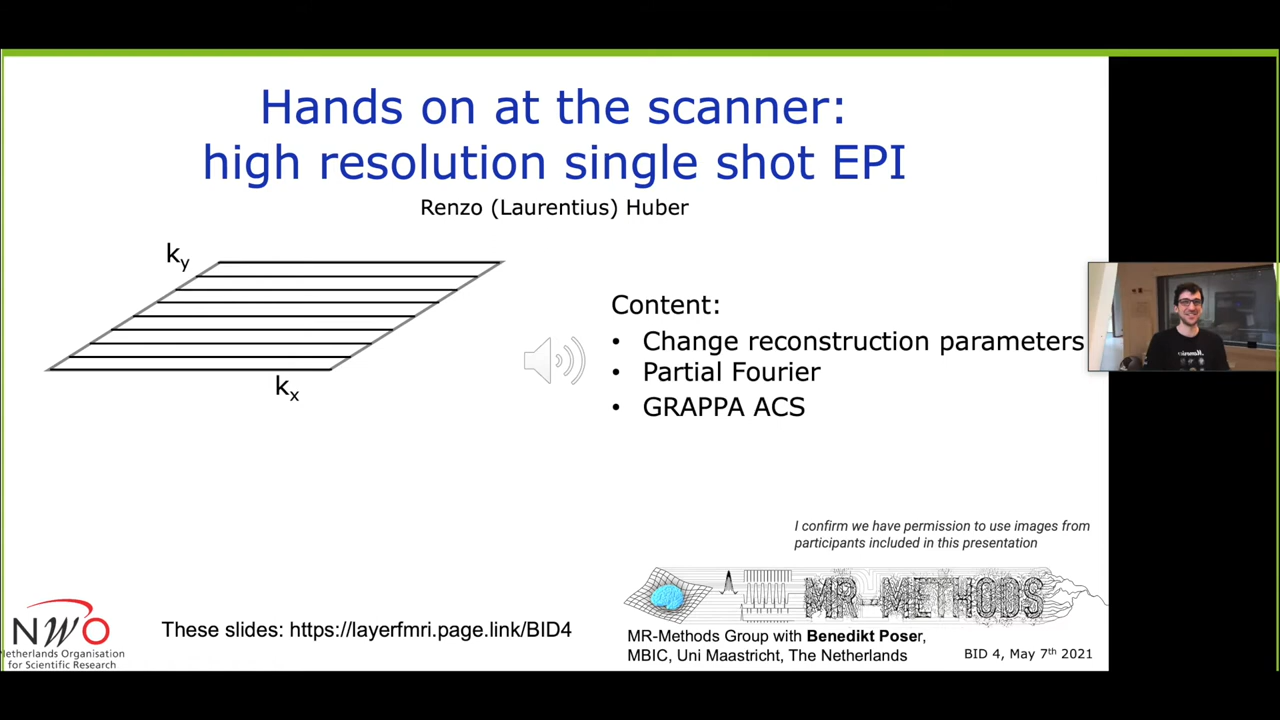 Hands on at the scanner:
high resolution single shot EPI
Renzo (Laurentius) Huber
ky
kx
Content:
• Change reconstruction parameters
• Partial Fourier
• GRAPPA ACS
I confirm we have permission to use images from
participants included in this presentation
MR-METHODS
MR-Methods Group with Benedikt Poser,
MBIC, Uni Maastricht, The Netherlands
BID 4, May 7th 2021
These slides: https://layerfmri.page.link/BID4
NWO
Netherlands Organisation
for Scientific Research